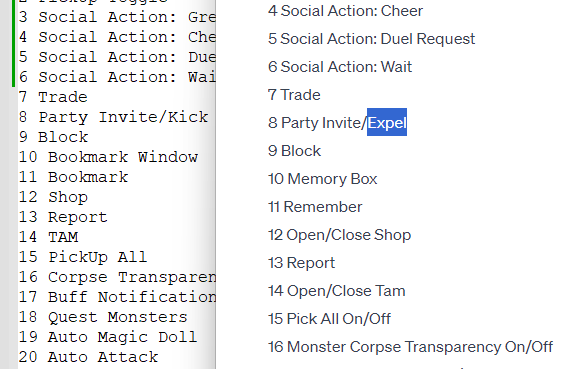 3 Social Action: Gre
4 Social Action: Che
5 Social Action: Due
6 Social Action: Wai
7 Trade
8 Party Invite/Kick
9 Block
10 Bookmark Window
11 Bookmark
12 Shop
13 Report
14 TAM
15 PickUp All
16 Corpse Transparen
17 Buff Notification
18 Quest Monsters
19 Auto Magic Doll
20 Auto Attack
4 Social Action: Cheer
5 Social Action: Duel Request
6 Social Action: Wait
7 Trade
8 Party Invite/Expel
9 Block
10 Memory Box
11 Remember
12 Open/Close Shop
13 Report
14 Open/Close Tam
15 Pick All On/Off
16 Monster Corpse Transparency On/Off